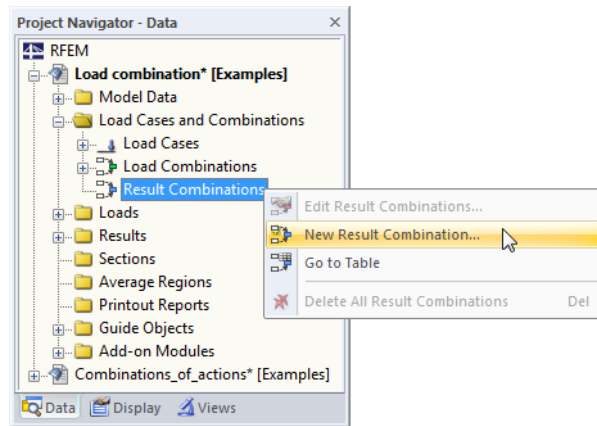 Project Navigator - Data
RFEM
Load combination* [Examples]
Model Data
Load Cases and Combinations
Load Cases
Load Combinations
Result Combinations
Edit Result Combinations...
New Result Combination...
Go to Table
Delete All Result Combinations Del
Loads
Results
Sections
Average Regions
Printout Reports
Guide Objects
Add-on Modules
Combinations_of_actions* [Examples]
Data Display Views